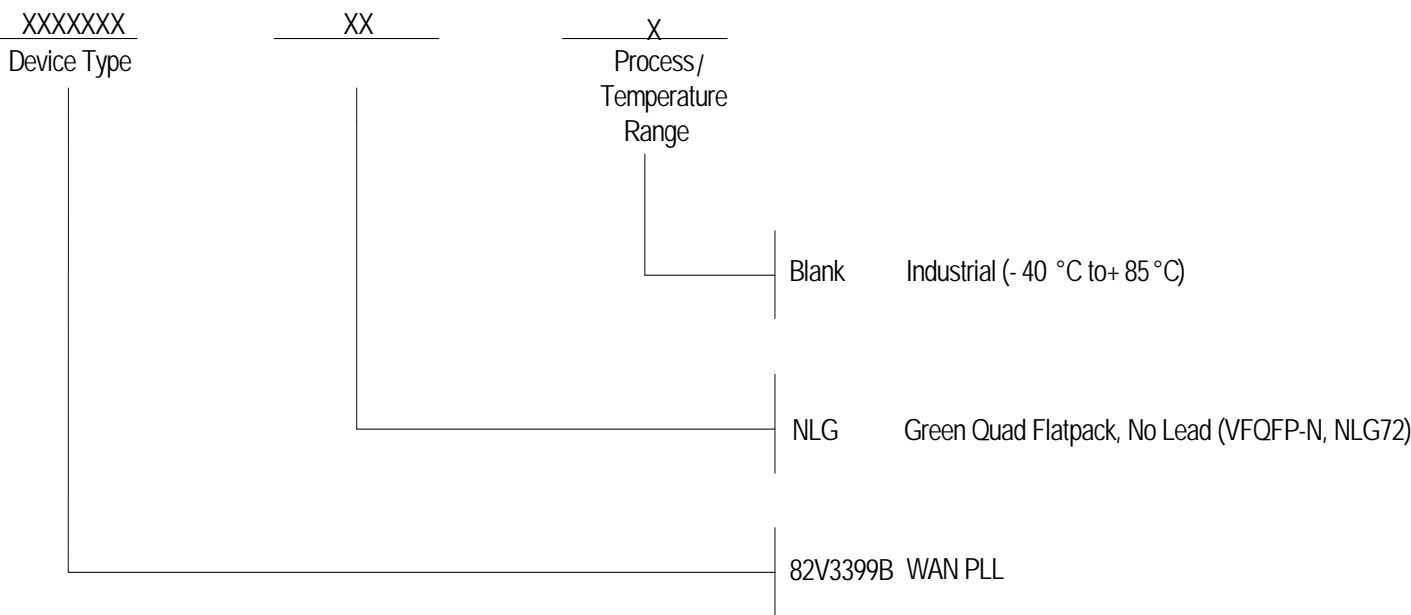 XXXXXXX XX X
Device Type
Process/
Temperature
Range
Blank Industrial (- 40 °C to+ 85 °C)
NLG Green Quad Flatpack, No Lead (VFQFP-N, NLG72)
82V3399B WAN PLL